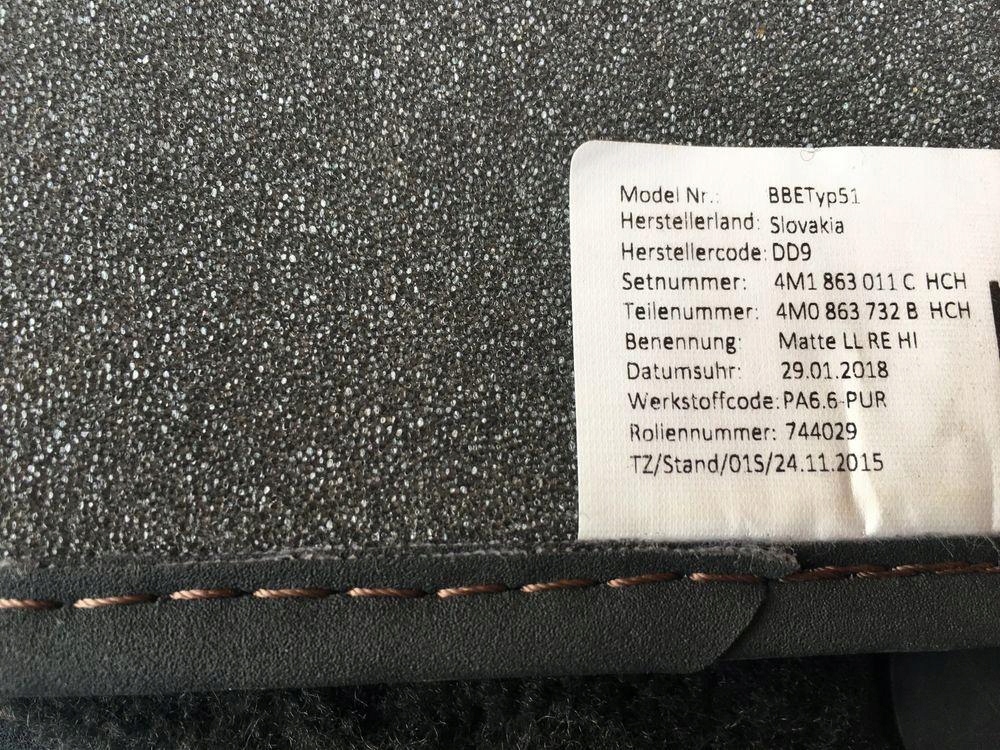 Model Nr.: BBETyp51
Herstellerland: Slovakia
Herstellercode: DD9
Setnummer: 4M1 863 011 C HCH
Teilenummer: 4M0 863 732 B HCH
Benennung: Matte LL RE HI
Datumsuhr: 29.01.2018
Werkstoffcode: PA6.6-PUR
Rollennummer: 744029
TZ/Stand/01S/24.11.2015